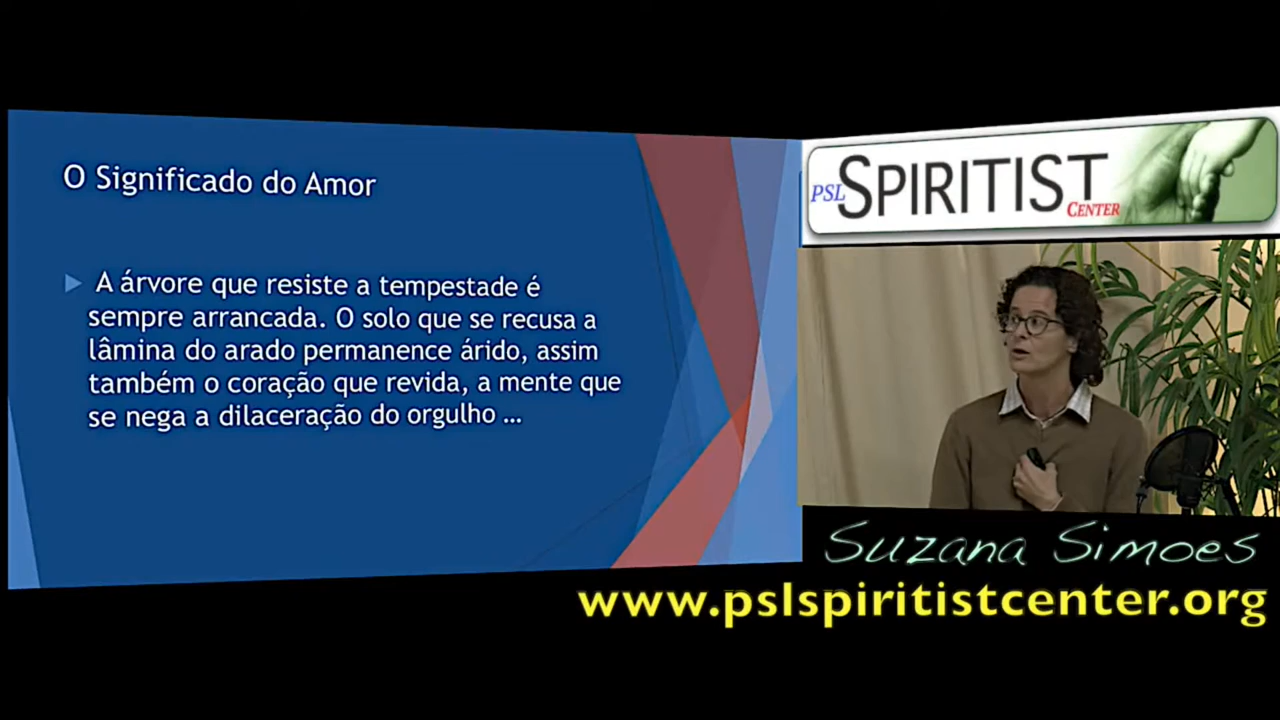 O Significado do Amor
A árvore que resiste a tempestade é
sempre arrancada. O solo que se recusa a
lâmina do arado permanence árido, assim
também o coração que revida, a mente que
se nega a dilaceração do orgulho ...
PSL SPIRITIST
CENTER
Suzana Simoes
www.pslspiritistcenter.org